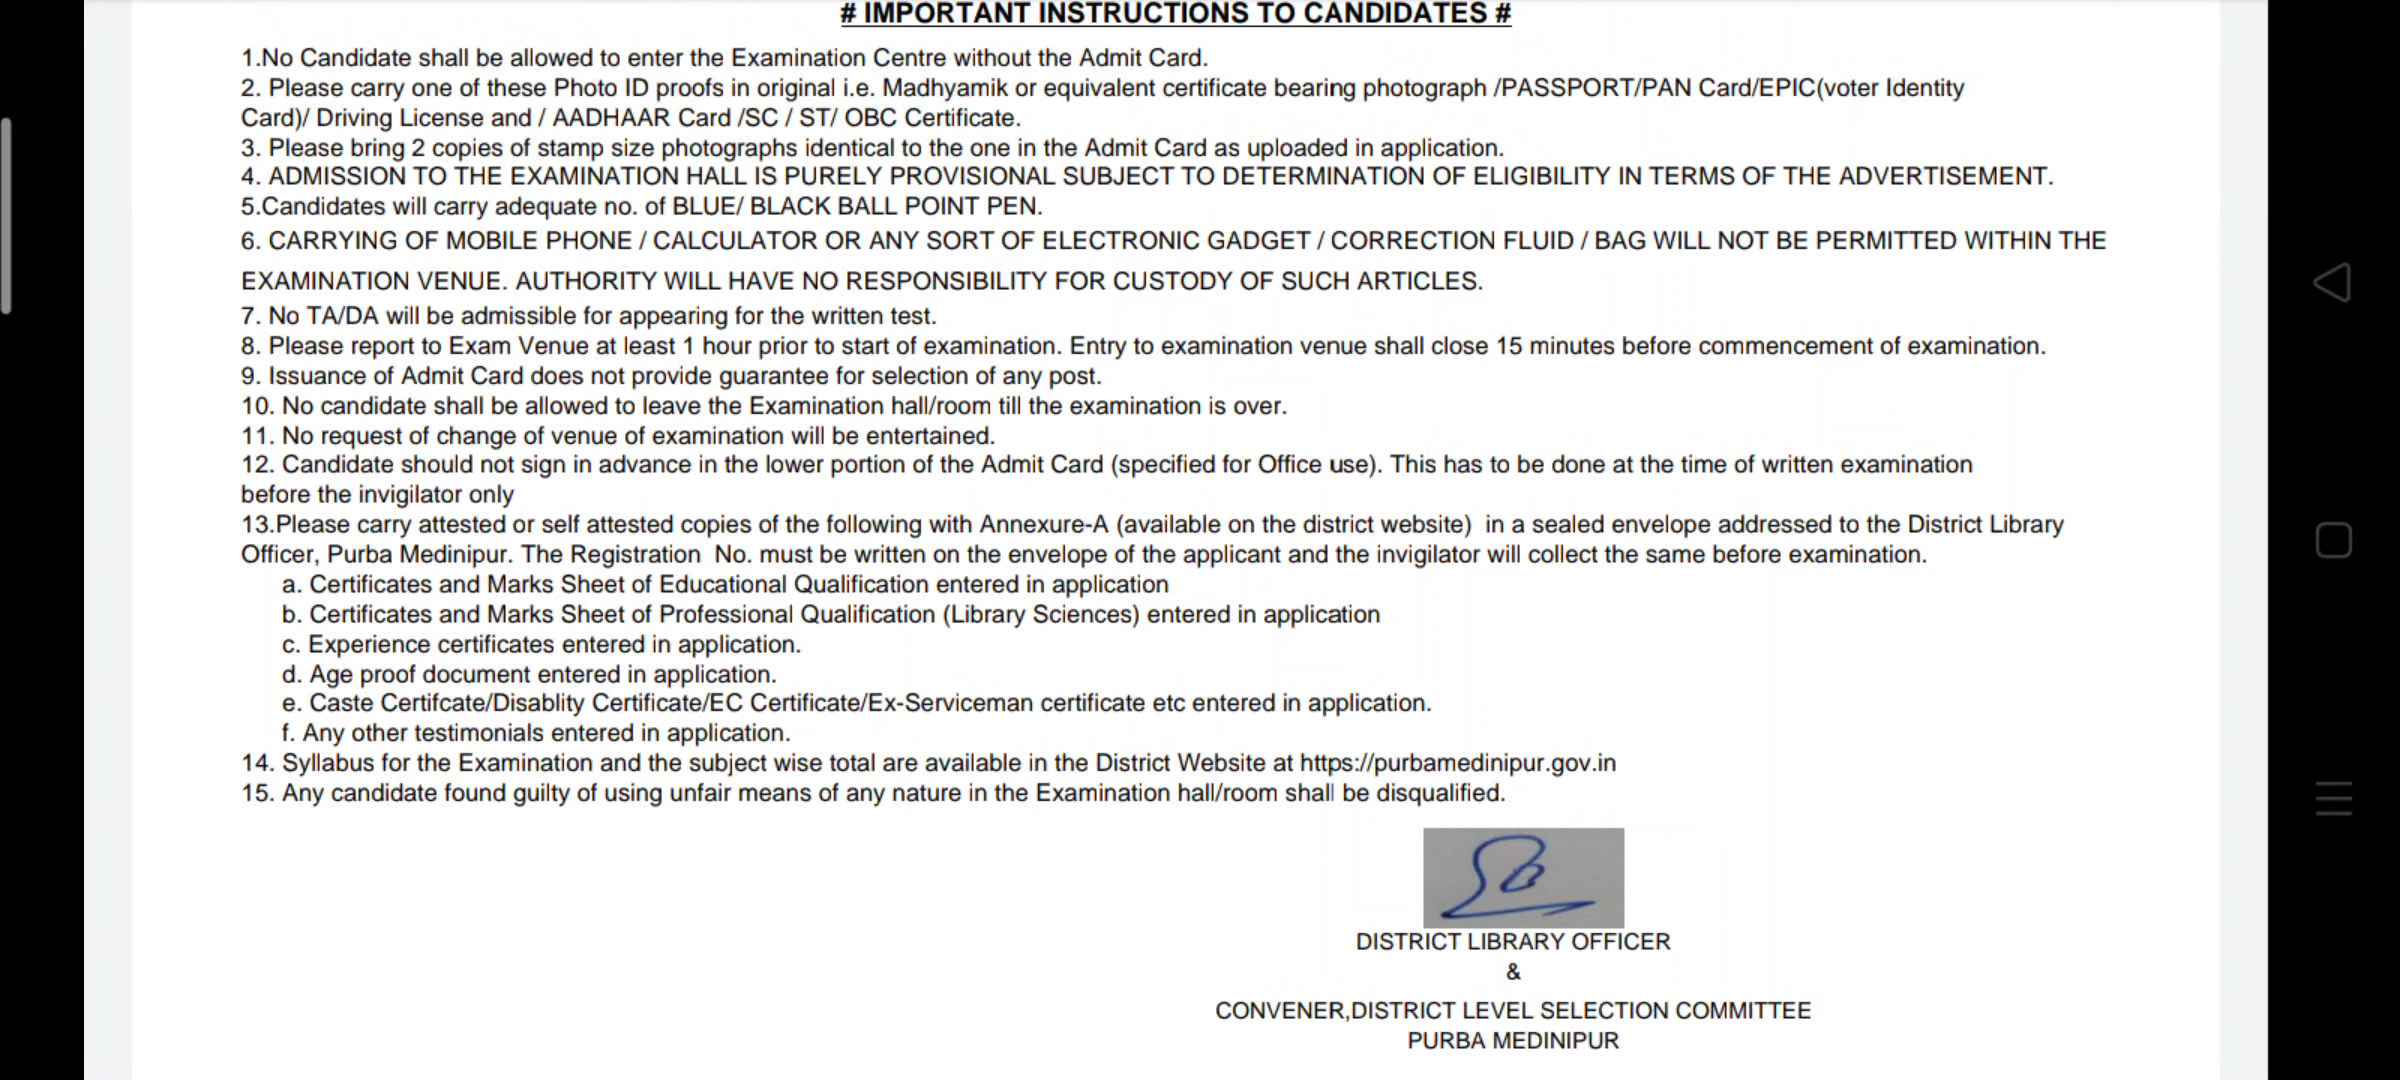 # IMPORTANT INSTRUCTIONS TO CANDIDATES #
1.No Candidate shall be allowed to enter the Examination Centre without the Admit Card.
2. Please carry one of these Photo ID proofs in original i.e. Madhyamik or equivalent certificate bearing photograph /PASSPORT/PAN Card/EPIC(voter Identity
Card)/ Driving License and / AADHAAR Card /SC / ST/ OBC Certificate.
3. Please bring 2 copies of stamp size photographs identical to the one in the Admit Card as uploaded in application.
4. ADMISSION TO THE EXAMINATION HALL IS PURELY PROVISIONAL SUBJECT TO DETERMINATION OF ELIGIBILITY IN TERMS OF THE ADVERTISEMENT.
5.Candidates will carry adequate no. of BLUE/ BLACK BALL POINT PEN.
6. CARRYING OF MOBILE PHONE / CALCULATOR OR ANY SORT OF ELECTRONIC GADGET / CORRECTION FLUID / BAG WILL NOT BE PERMITTED WITHIN THE
EXAMINATION VENUE. AUTHORITY WILL HAVE NO RESPONSIBILITY FOR CUSTODY OF SUCH ARTICLES.
7. No TA/DA will be admissible for appearing for the written test.
8. Please report to Exam Venue at least 1 hour prior to start of examination. Entry to examination venue shall close 15 minutes before commencement of examination.
9. Issuance of Admit Card does not provide guarantee for selection of any post.
10. No candidate shall be allowed to leave the Examination hall/room till the examination is over.
11. No request of change of venue of examination will be entertained.
12. Candidate should not sign in advance in the lower portion of the Admit Card (specified for Office use). This has to be done at the time of written examination
before the invigilator only
13.Please carry attested or self attested copies of the following with Annexure-A (available on the district website)  in a sealed envelope addressed to the District Library
Officer, Purba Medinipur. The Registration  No. must be written on the envelope of the applicant and the invigilator will collect the same before examination.
a. Certificates and Marks Sheet of Educational Qualification entered in application
b. Certificates and Marks Sheet of Professional Qualification (Library Sciences) entered in application
c. Experience certificates entered in application.
d. Age proof document entered in application.
e. Caste Certifcate/Disablity Certificate/EC Certificate/Ex-Serviceman certificate etc entered in application.
f. Any other testimonials entered in application.
14. Syllabus for the Examination and the subject wise total are available in the District Website at https://purbamedinipur.gov.in
15. Any candidate found guilty of using unfair means of any nature in the Examination hall/room shall be disqualified.
DISTRICT LIBRARY OFFICER
&
CONVENER,DISTRICT LEVEL SELECTION COMMITTEE
PURBA MEDINIPUR